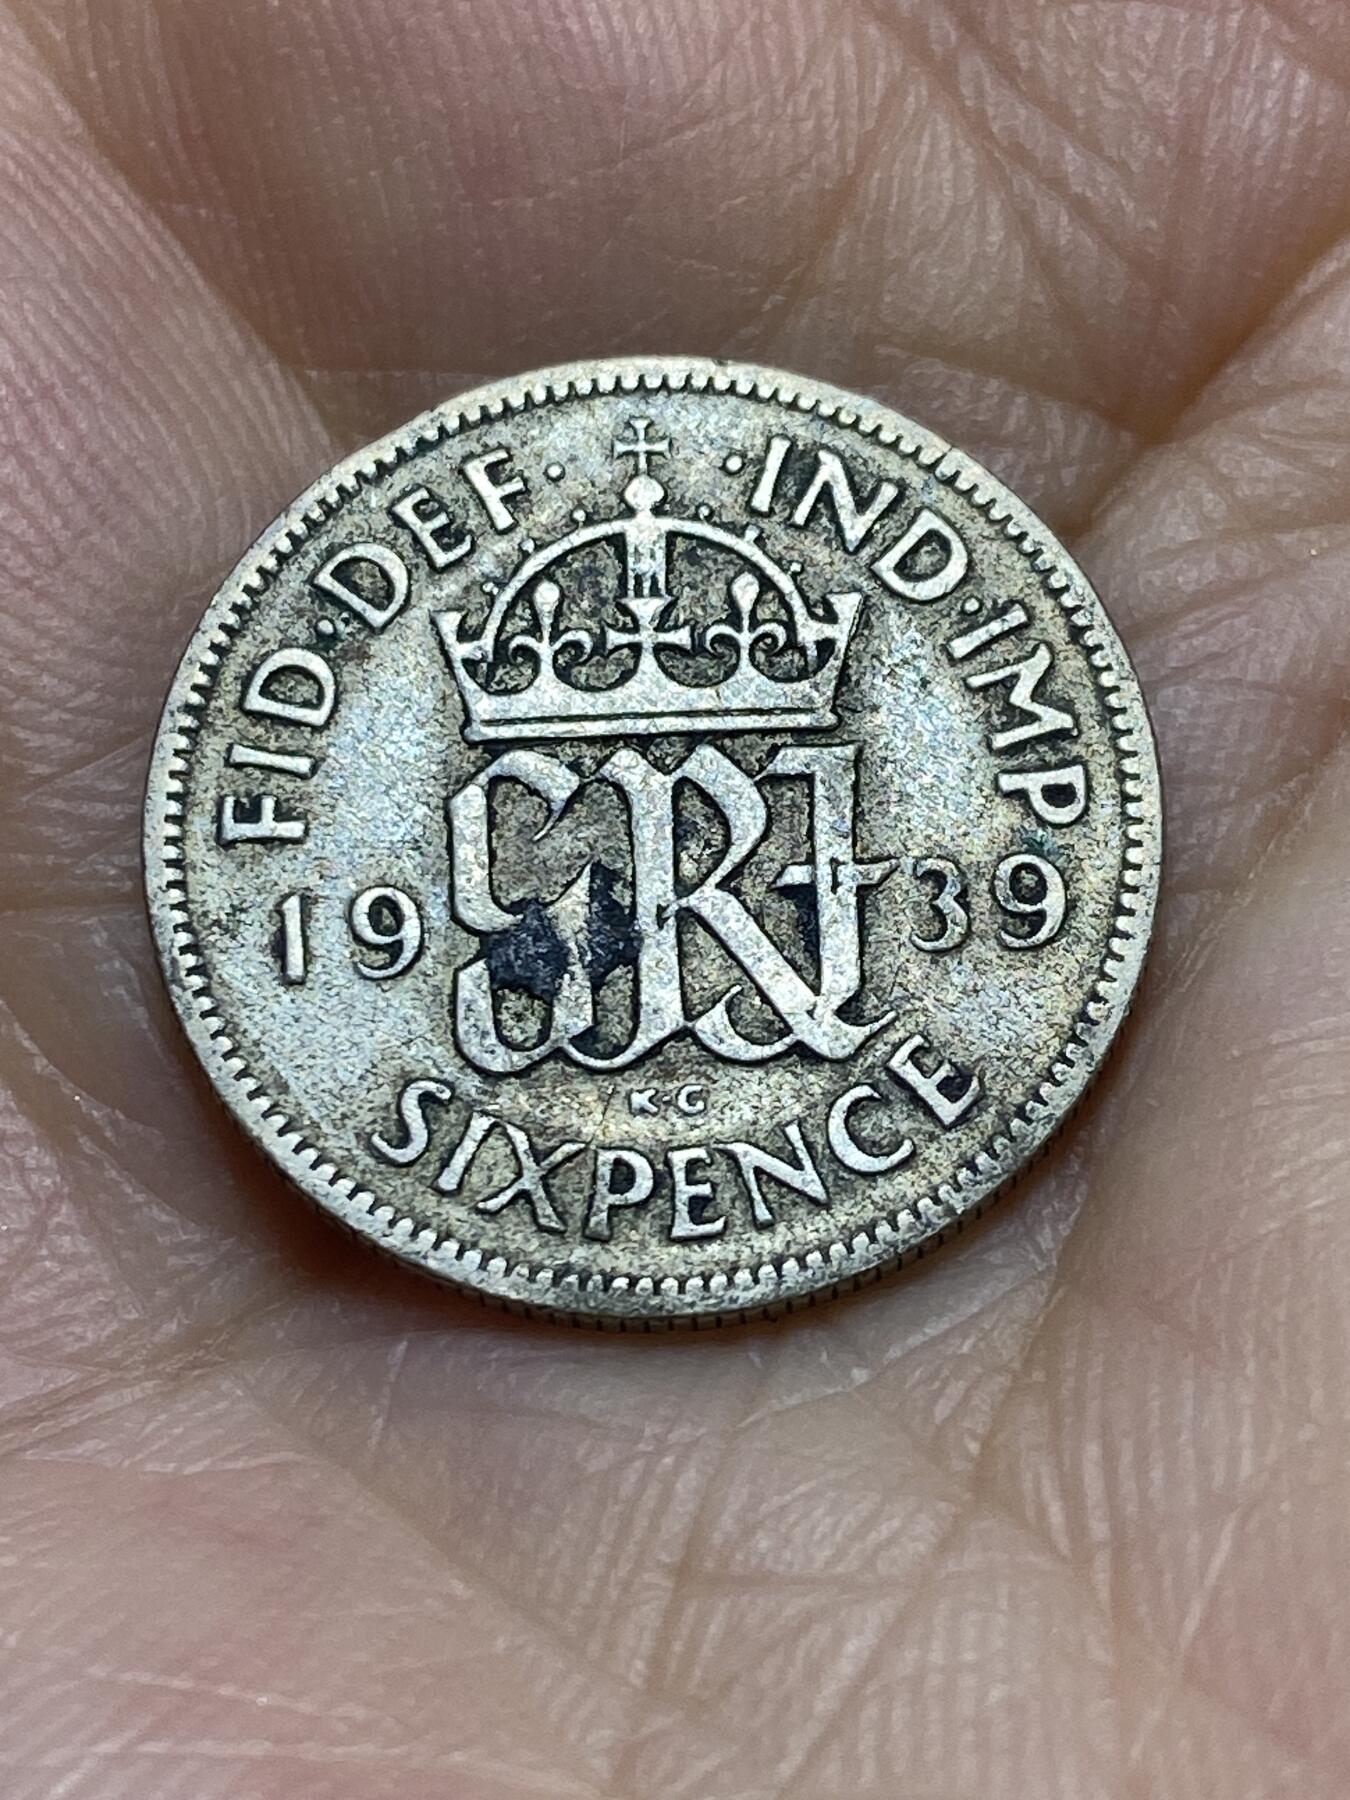 FID·DEF· ·IND·IMP
GRI
19 39
K·G
SIXPENCE